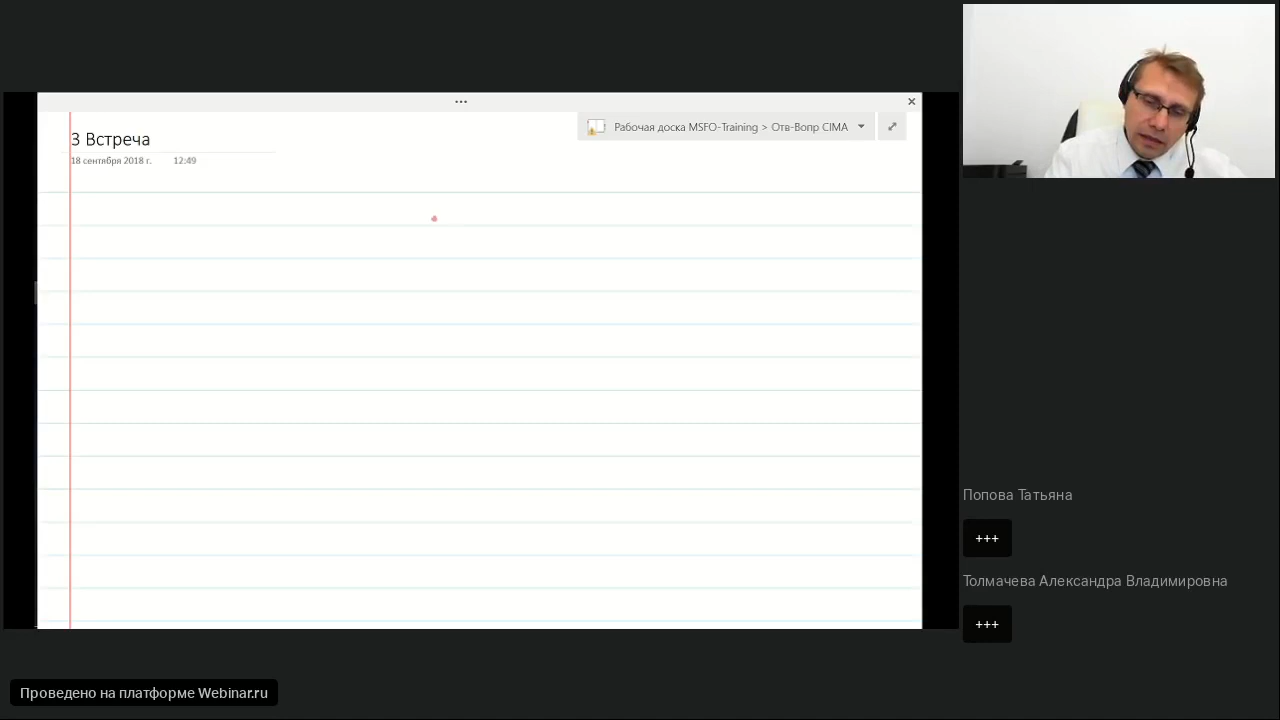 3 Встреча
18 сентября 2018 г. 12:49
Рабочая доска MSFO-Training > Отв-Вопр CIMA
Попова Татьяна
+++
Толмачева Александра Владимировна
+++
Проведено на платформе Webinar.ru